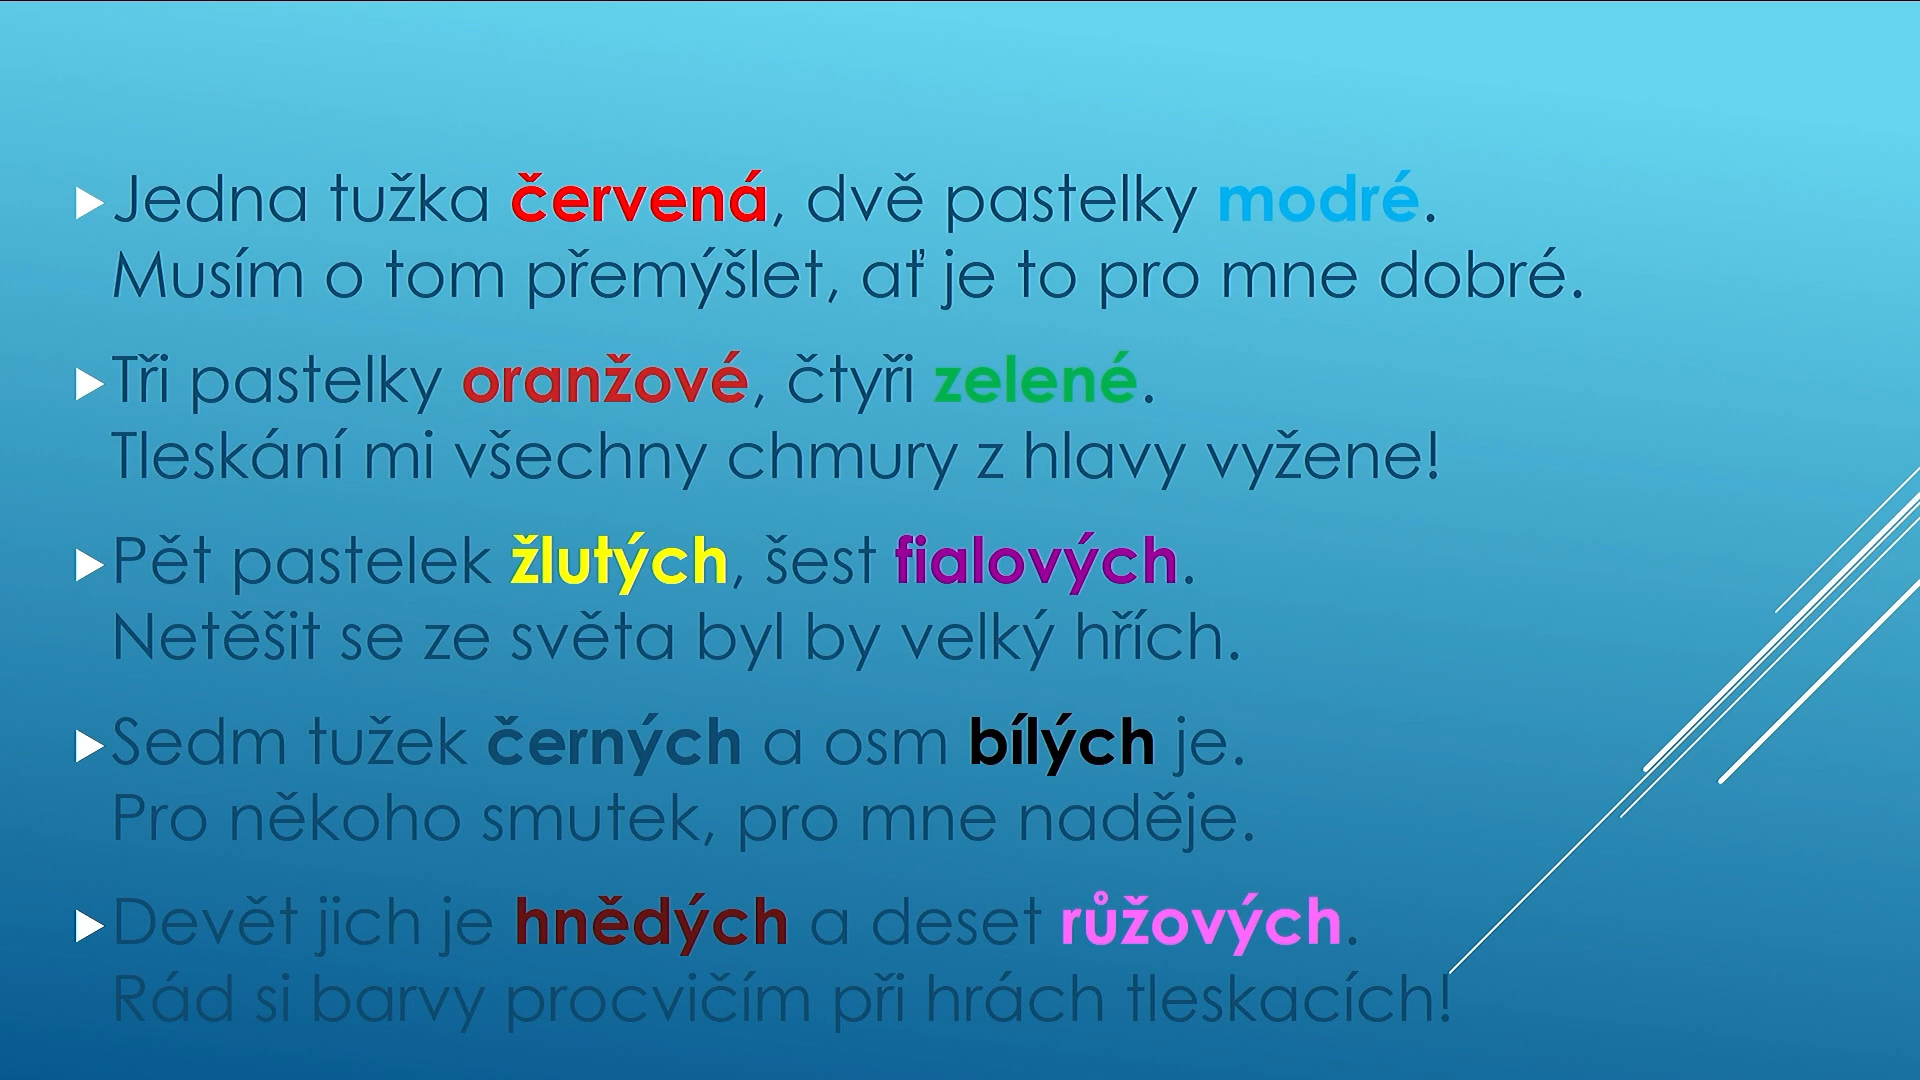 Jedna tužka červená, dvě pastelky modré.
Musím o tom přemýšlet, ať je to pro mne dobré.
Tři pastelky oranžové, čtyři zelené.
Tleskání mi všechny chmury z hlavy vyžene!
Pět pastelek žlutých, šest fialových.
Netěšit se ze světa byl by velký hřích.
Sedm tužek černých a osm bílých je.
Pro někoho smutek, pro mne naděje.
Devět jich je hnědých a deset růžových.
Rád si barvy procvičím při hrách tleskacích!